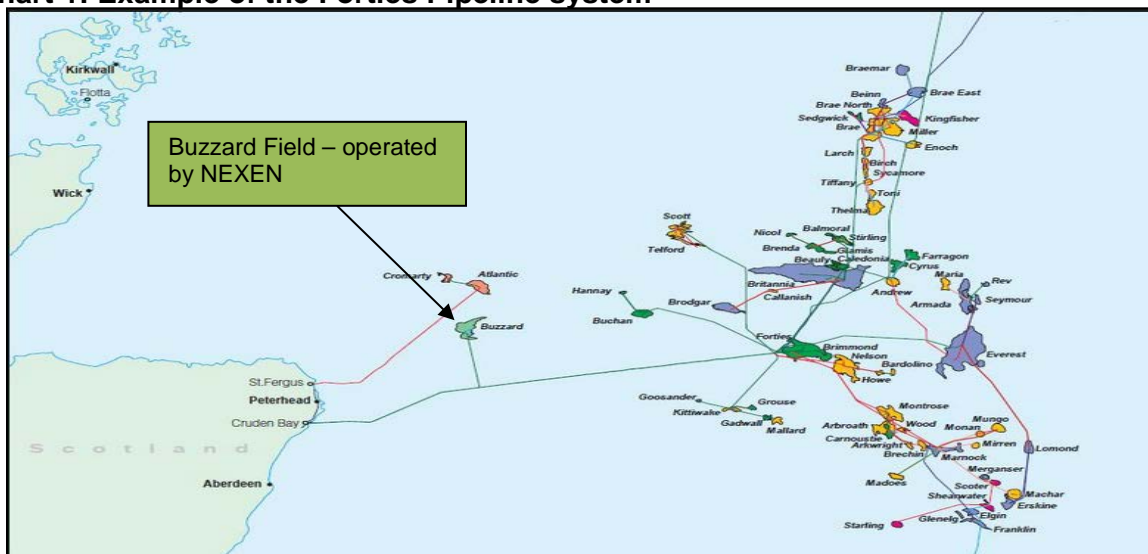 hart 1: Example of the Forties Pipeline system
Kirkwall
Flotta
Wick
Buzzard Field – operated
by NEXEN
Cromarty
Atlantic
Buzzard
St.Fergus
Peterhead
Cruden Bay
Scotland
Aberdeen
Braemar
Beinn
Brae East
Brae North
Sedgwick
Kingfisher
Brae
Miller
Enoch
Larch
Birch
Sycamore
Tiffany
Toni
Thelma
Scott
Telford
Nicol
Balmoral
Stirling
Brenda
Glamis
Beauly
Caledonia
Farragon
Cyrus
Maria
Rev
Britannia
Andrew
Armada
Seymour
Callanish
Hannay
Brodgar
Buchan
Forties
Brimmond
Nelson
Bardolino
Everest
Howe
Goosander
Grouse
Kittiwake
Gadwall
Mallard
Montrose
Arbroath
Wood
Mungo
Carnoustie
Monan
Arkwright
Mirren
Brechin
Marnock
Lomond
Merganser
Madoes
Scoter
Shearwater
Machar
Erskine
Starling
Glenelg
Elgin
Franklin